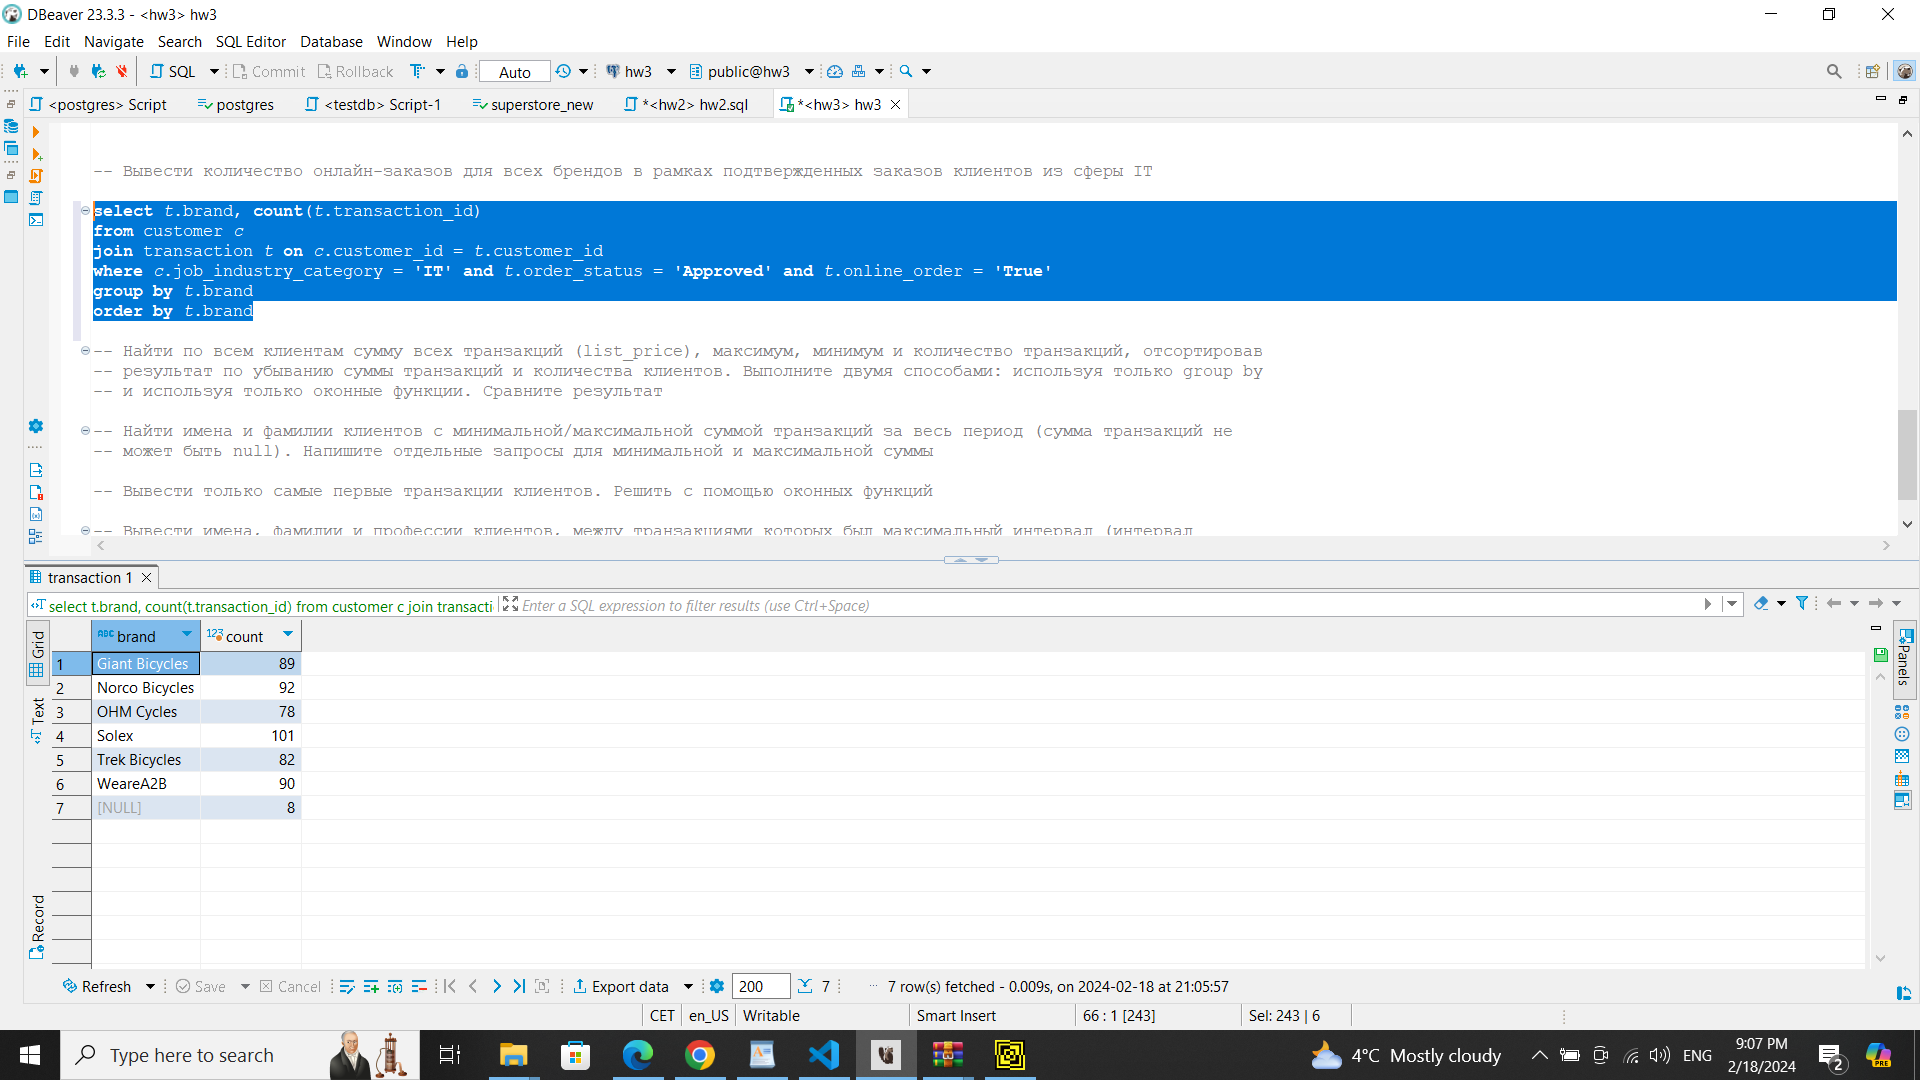 DBeaver 23.3.3 - <hw3> hw3
File Edit Navigate Search SQL Editor Database Window Help
SQL Commit Rollback Auto hw3 public@hw3
<postgres> Script postgres <testdb> Script-1 superstore_new *<hw2> hw2.sql *<hw3> hw3
-- Вывести количество онлайн-заказов для всех брендов в рамках подтвержденных заказов клиентов из сферы IT
select t.brand, count(t.transaction_id)
from customer c
join transaction t on c.customer_id = t.customer_id
where c.job_industry_category = 'IT' and t.order_status = 'Approved' and t.online_order = 'True'
group by t.brand
order by t.brand
-- Найти по всем клиентам сумму всех транзакций (list_price), максимум, минимум и количество транзакций, отсортировав
-- результат по убыванию суммы транзакций и количества клиентов. Выполните двумя способами: используя только group by
-- и используя только оконные функции. Сравните результат
-- Найти имена и фамилии клиентов с минимальной/максимальной суммой транзакций за весь период (сумма транзакций не
-- может быть null). Напишите отдельные запросы для минимальной и максимальной суммы
-- Вывести только самые первые транзакции клиентов. Решить с помощью оконных функций
-- Вывести имена, фамилии и профессии клиентов, между транзакциями которых был максимальный интервал (интервал
transaction 1
select t.brand, count(t.transaction_id) from customer c join transacti Enter a SQL expression to filter results (use Ctrl+Space)
Grid
Text
Record
Panels
brand count
1 Giant Bicycles 89
2 Norco Bicycles 92
3 OHM Cycles 78
4 Solex 101
5 Trek Bicycles 82
6 WeareA2B 90
7 [NULL] 8
Refresh Save Cancel Export data 200 7 7 row(s) fetched - 0.009s, on 2024-02-18 at 21:05:57
CET en_US Writable Smart Insert 66 : 1 [243] Sel: 243 | 6
Type here to search 4°C Mostly cloudy ENG 9:07 PM
2/18/2024 2 PRE